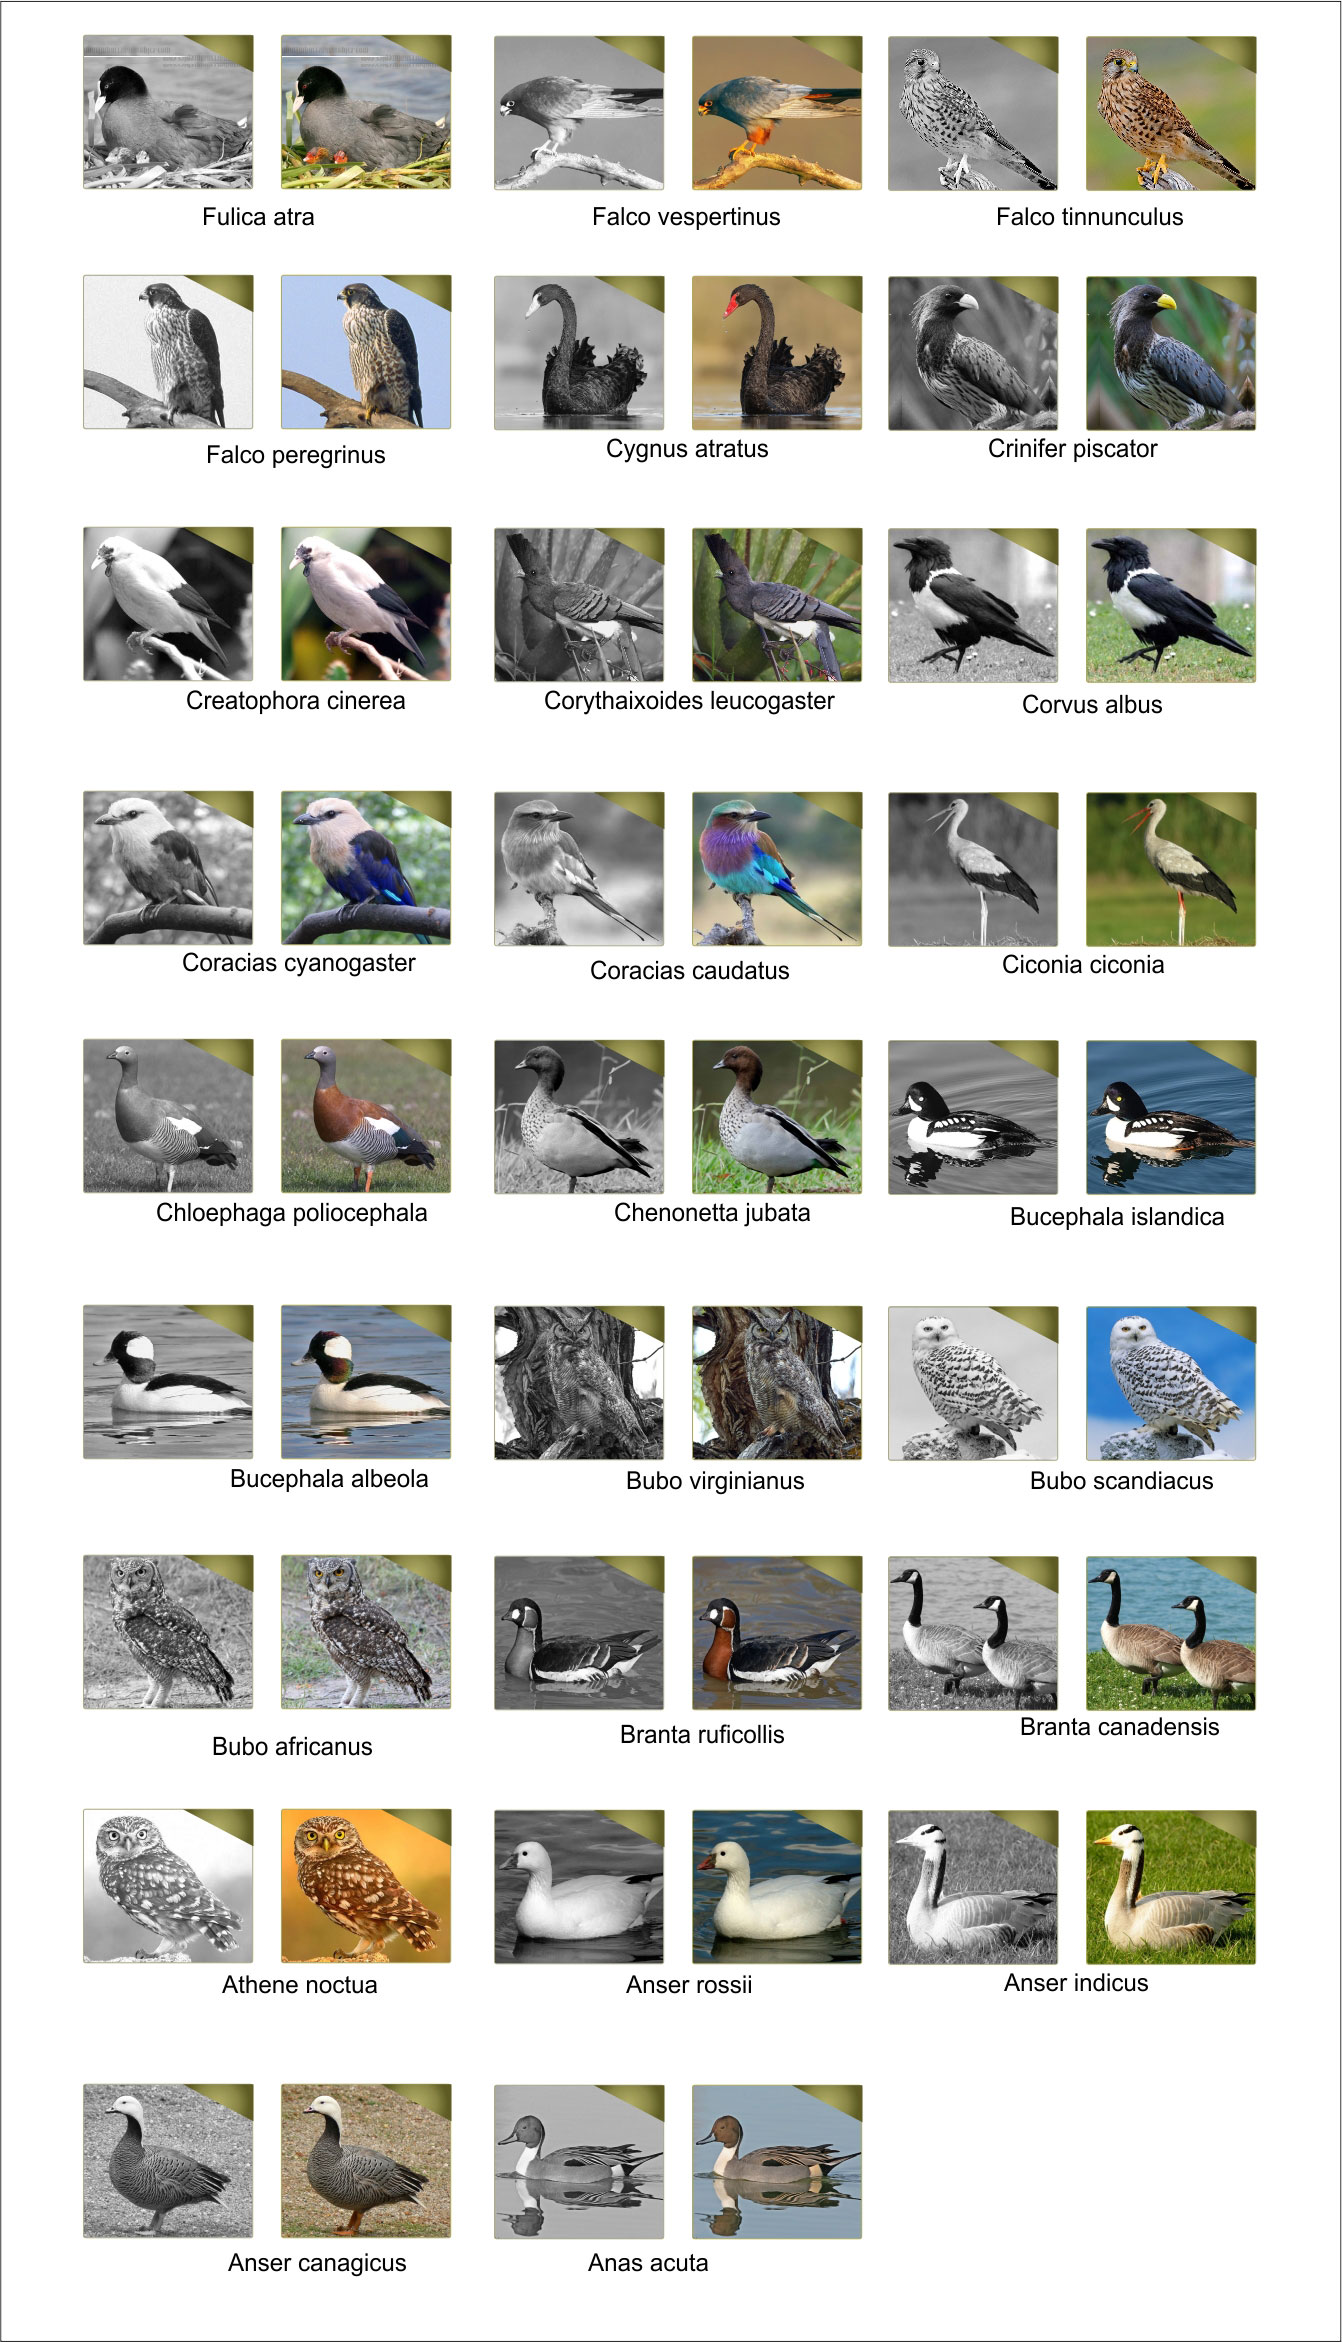 Fulica atra
Falco vespertinus
Falco tinnunculus
Falco peregrinus
Cygnus atratus
Crinifer piscator
Creatophora cinerea
Corythaixoides leucogaster
Corvus albus
Coracias cyanogaster
Coracias caudatus
Ciconia ciconia
Chloephaga poliocephala
Chenonetta jubata
Bucephala islandica
Bucephala albeola
Bubo virginianus
Bubo scandiacus
Bubo africanus
Branta ruficollis
Branta canadensis
Athene noctua
Anser rossii
Anser indicus
Anser canagicus
Anas acuta